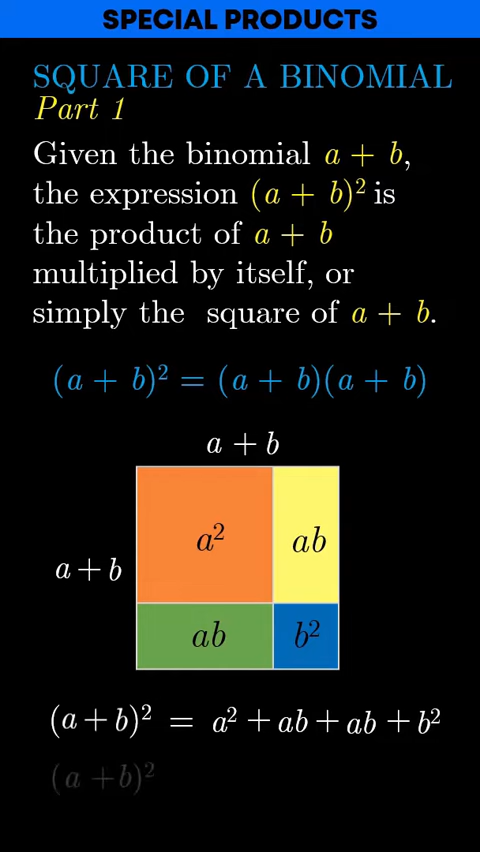 SPECIAL PRODUCTS
SQUARE OF A BINOMIAL
Part 1
Given the binomial a + b,
the expression (a + b)² is
the product of a + b
multiplied by itself, or
simply the square of a + b.
(a + b)² = (a + b)(a + b)
a + b
a² ab
a + b
ab b²
(a + b)² = a² + ab + ab + b²
(a + b)²